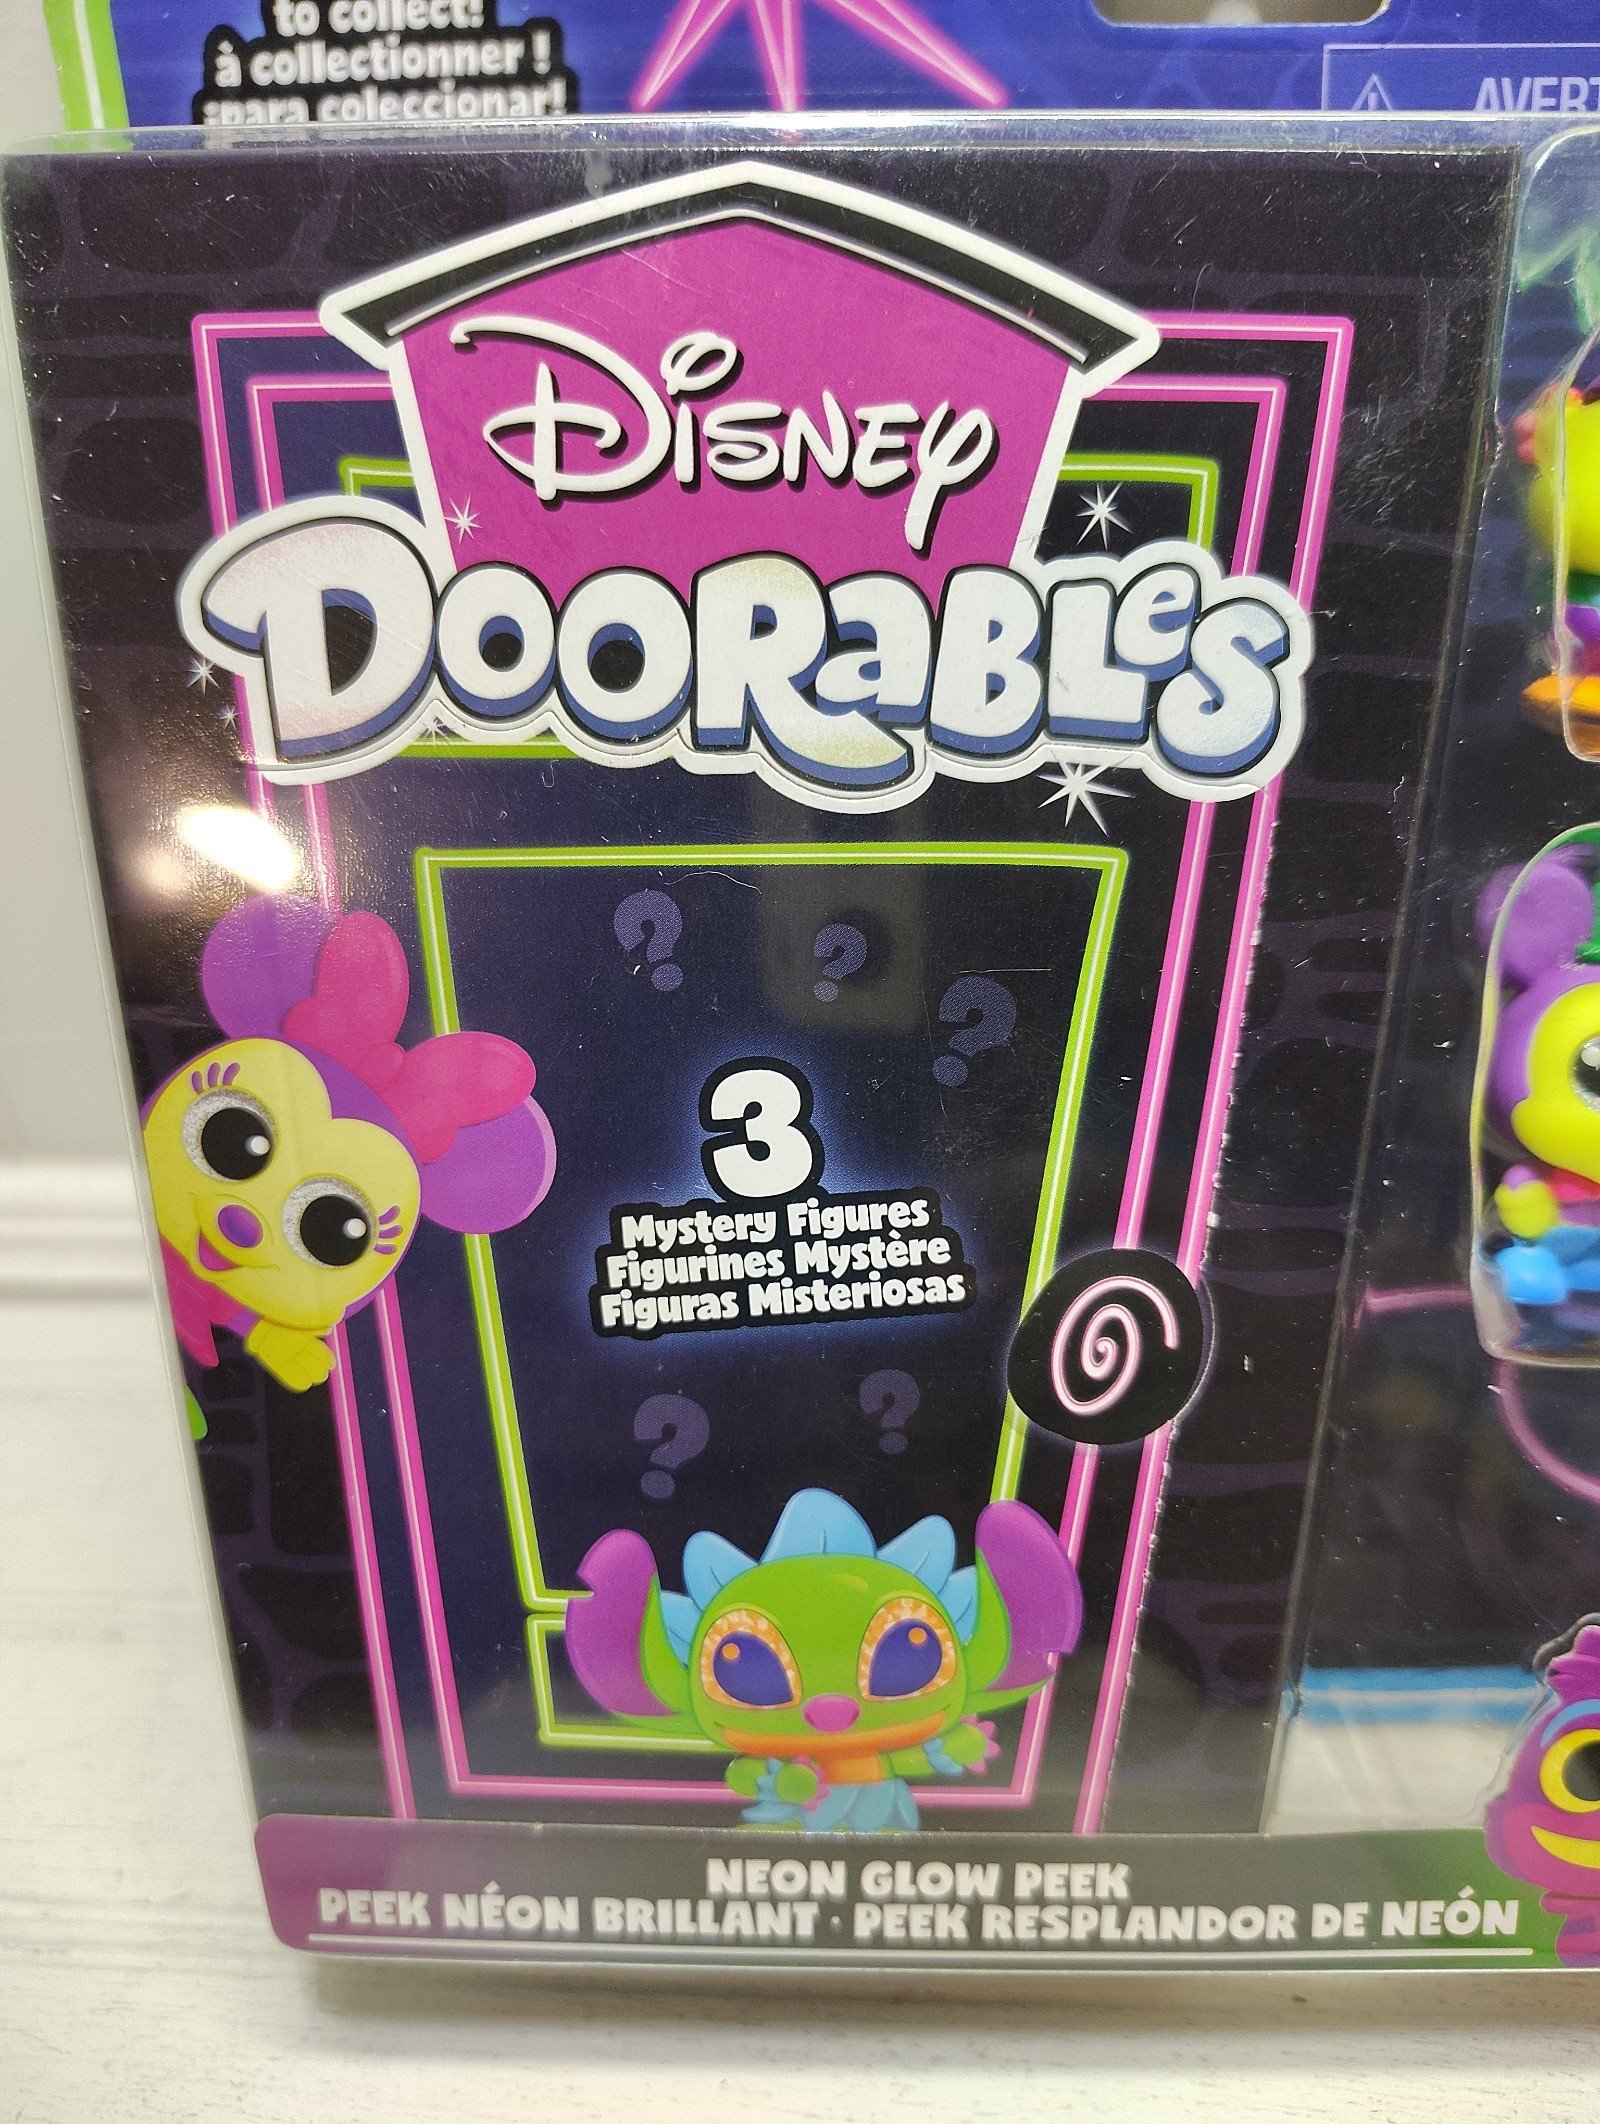 to collect!
à collectionner !
¡para coleccionar!
AVERT
Disney
DOORABLES
? ? ?
3
Mystery Figures
Figurines Mystère
Figuras Misteriosas
? ?
NEON GLOW PEEK
PEEK NÉON BRILLANT · PEEK RESPLANDOR DE NEÓN